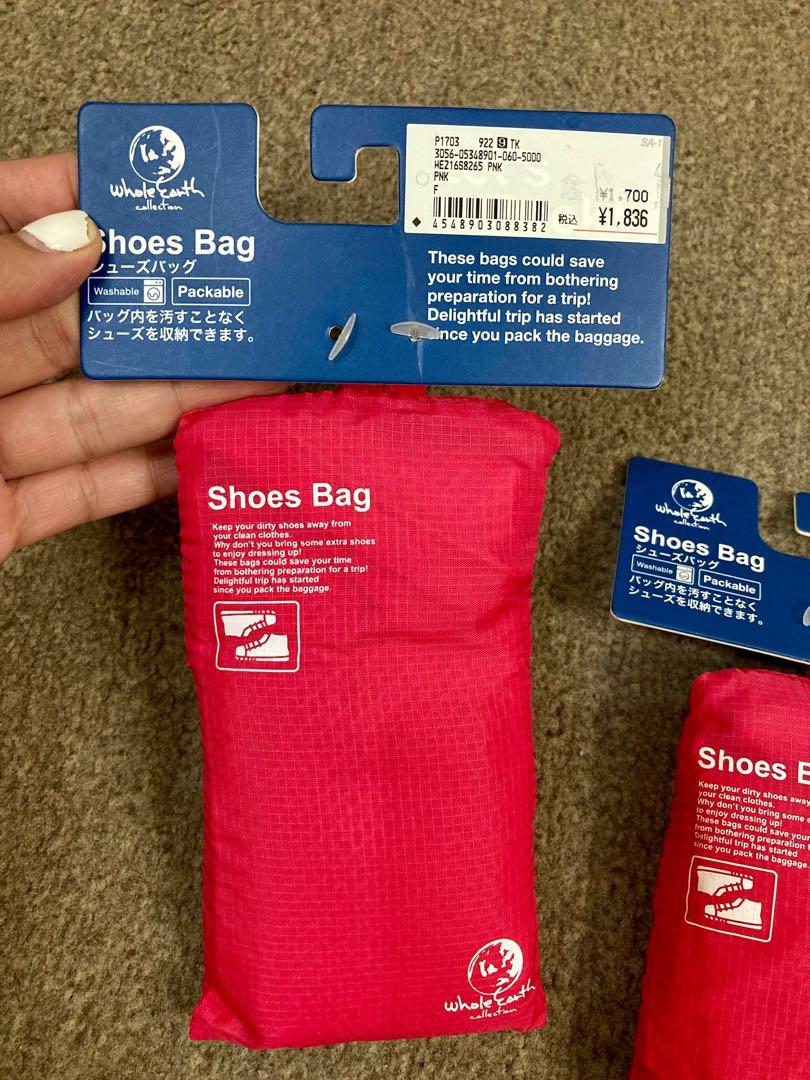 whole Earth
collection
Shoes Bag
シューズバッグ
Washable
Packable
バッグ内を汚すことなく
シューズを収納できます。
P1703 922 9 TK
SA-1
3056-05348901-060-5000
WE216S8265 PNK
PNK
F
¥1,700
税込 ¥1,836
4548903088382
These bags could save
your time from bothering
preparation for a trip!
Delightful trip has started
since you pack the baggage.
Shoes Bag
Keep your dirty shoes away from
your clean clothes.
Why don't you bring some extra shoes
to enjoy dressing up!
These bags could save your time
from bothering preparation for a trip!
Delightful trip has started
since you pack the baggage.
whole Earth
collection
whole Earth
collection
Shoes Bag
シューズバッグ
Washable
Packable
バッグ内を汚すことなく
シューズを収納できます。
Shoes B
Keep your dirty shoes away
your clean clothes.
Why don't you bring some e
to enjoy dressing up!
These bags could save your
from bothering preparation f
Delightful trip has started
since you pack the baggage